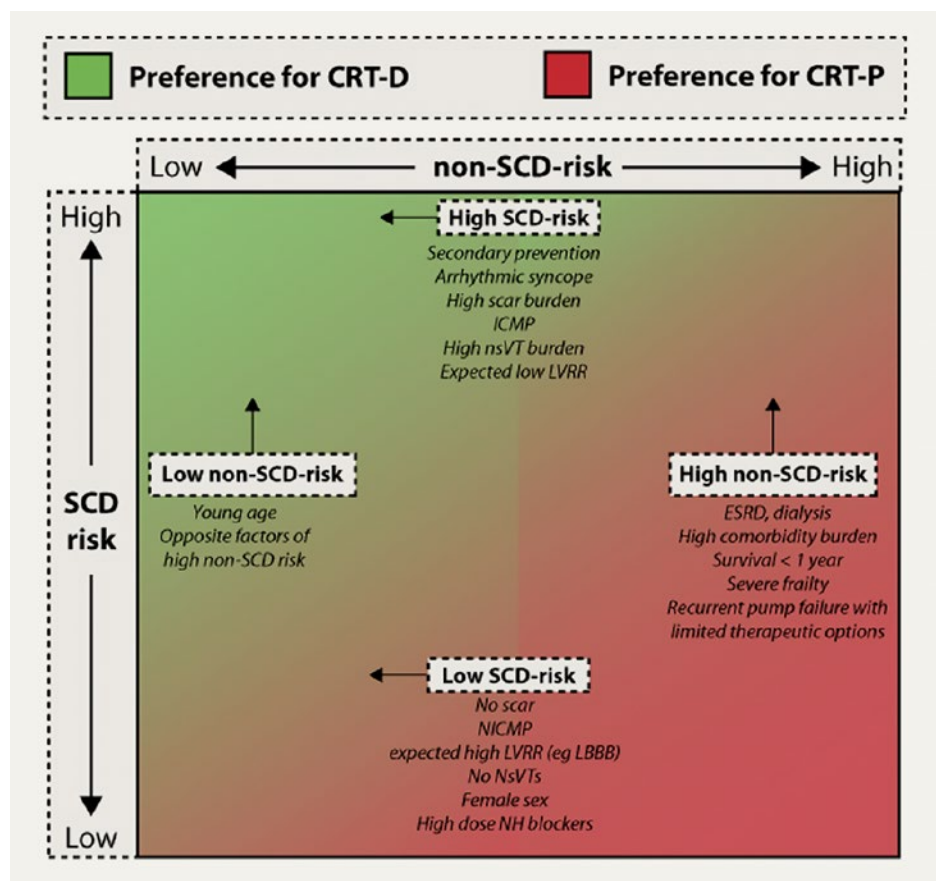 Preference for CRT-D
Preference for CRT-P
Low
non-SCD-risk
High
High
SCD
risk
Low
High SCD-risk
Secondary prevention
Arrhythmic syncope
High scar burden
ICMP
High nsVT burden
Expected low LVRR
Low non-SCD-risk
Young age
Opposite factors of
high non-SCD risk
High non-SCD-risk
ESRD, dialysis
High comorbidity burden
Survival < 1 year
Severe frailty
Recurrent pump failure with
limited therapeutic options
Low SCD-risk
No scar
NICMP
expected high LVRR (eg LBBB)
No NsVTs
Female sex
High dose NH blockers